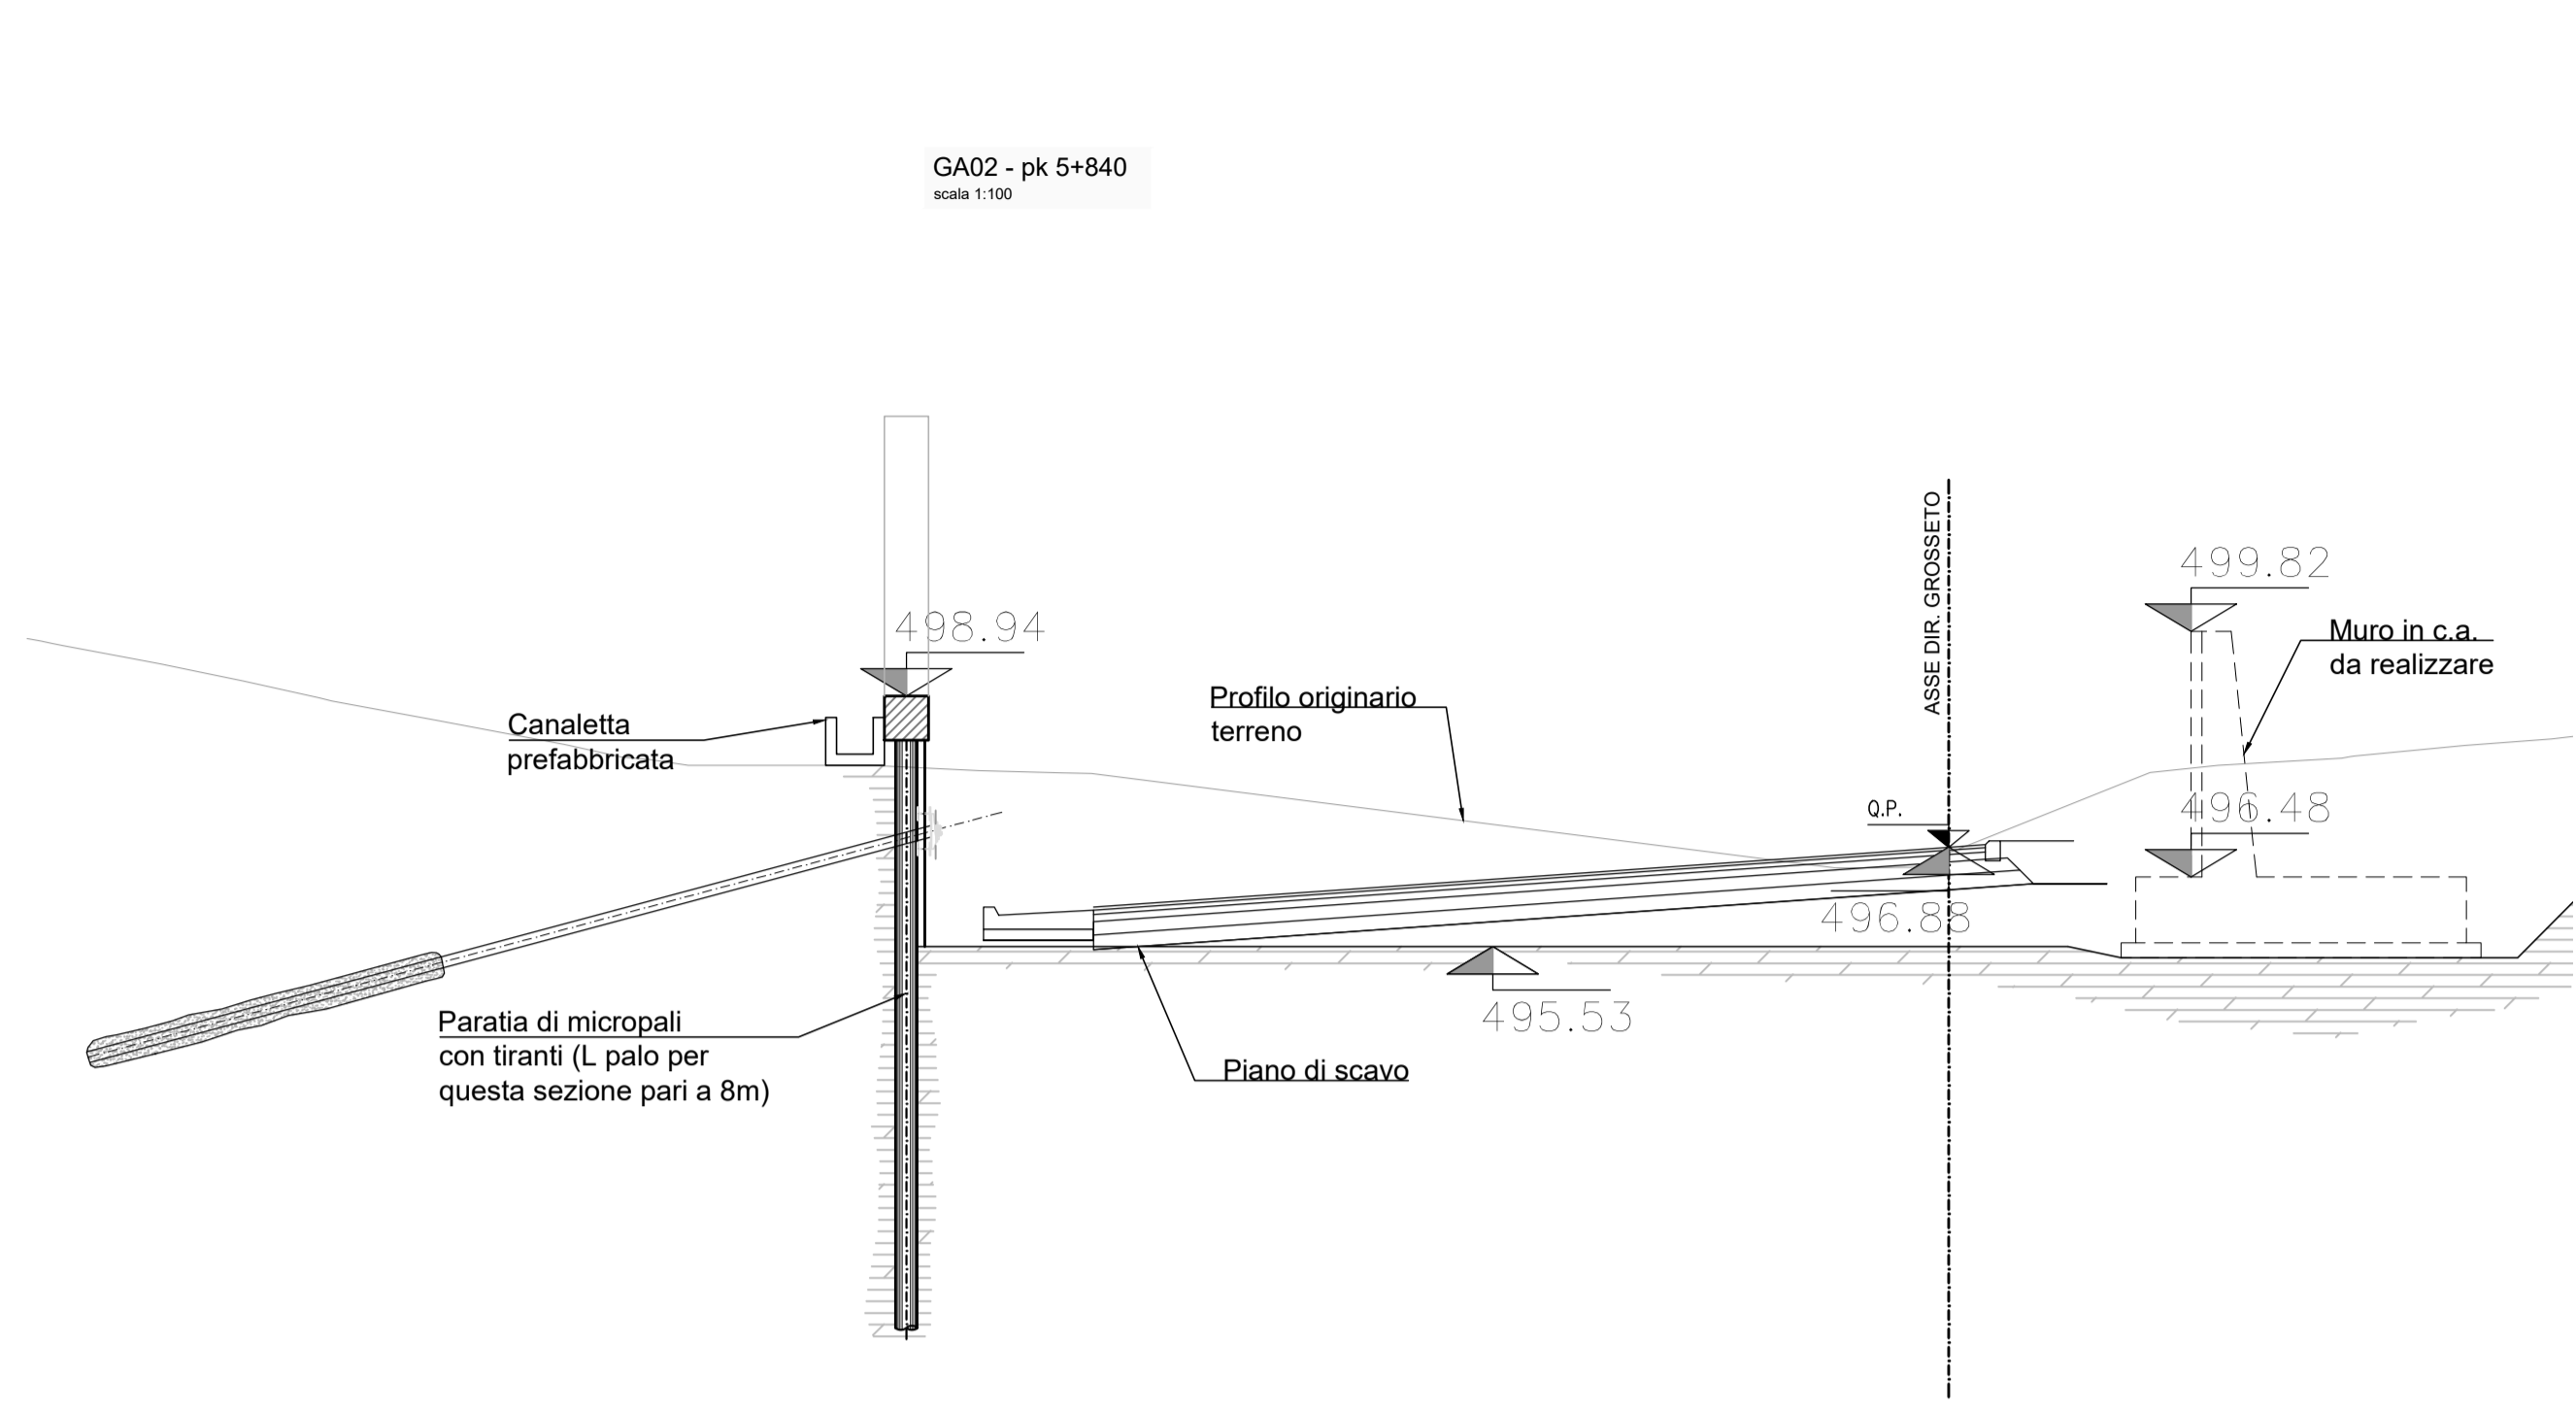 GA02 - pk 5+840
scala 1:100
ASSE DIR. GROSSETO
499.82
498.94
Muro in c.a.
da realizzare
Canaletta
prefabbricata
Profilo originario
terreno
Q.P.
496.48
496.88
495.53
Paratia di micropali
con tiranti (L palo per
questa sezione pari a 8m)
Piano di scavo